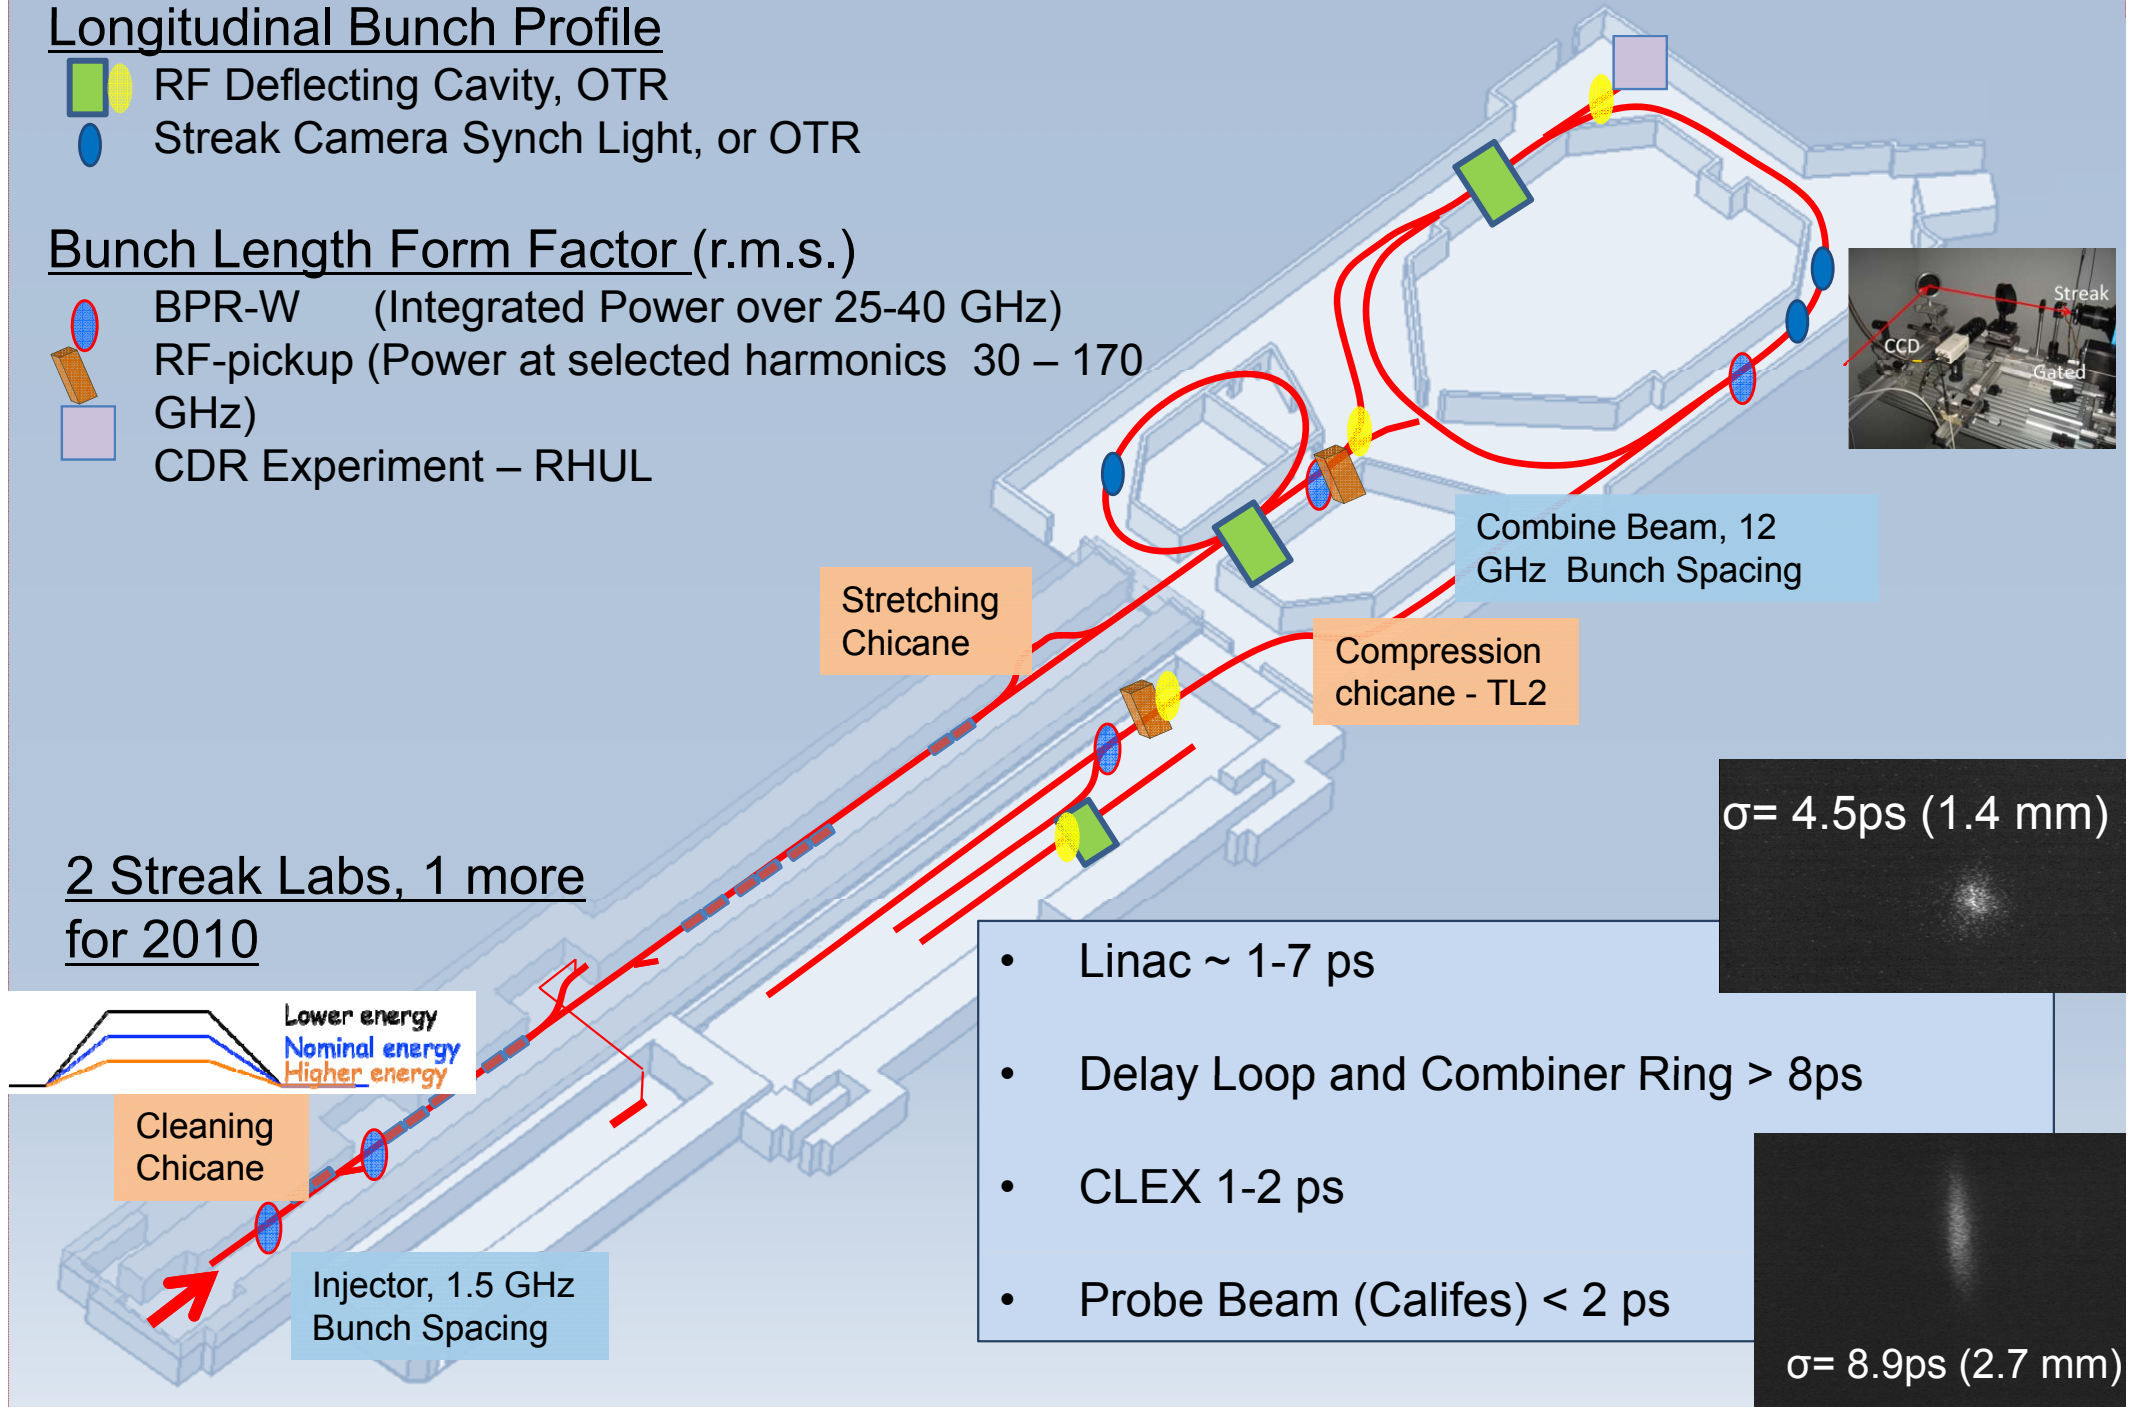 Longitudinal Bunch Profile
RF Deflecting Cavity, OTR
Streak Camera Synch Light, or OTR
Bunch Length Form Factor (r.m.s.)
BPR-W (Integrated Power over 25-40 GHz)
RF-pickup (Power at selected harmonics 30 – 170
GHz)
CDR Experiment – RHUL
Streak
CCD
Gated
Combine Beam, 12
GHz Bunch Spacing
Stretching
Chicane
Compression
chicane - TL2
σ= 4.5ps (1.4 mm)
2 Streak Labs, 1 more
for 2010
Lower energy
Nominal energy
Higher energy
Cleaning
Chicane
Injector, 1.5 GHz
Bunch Spacing
• Linac ~ 1-7 ps
• Delay Loop and Combiner Ring > 8ps
• CLEX 1-2 ps
• Probe Beam (Califes) < 2 ps
σ= 8.9ps (2.7 mm)